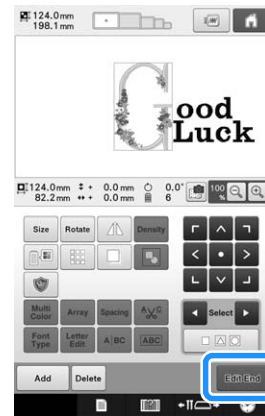 124.0mm
198.1mm
Good
Luck
124.0mm + 0.0mm 0.0° 100
82.2mm + 0.0mm 6 %
Size Rotate Density
Multi Color Array Spacing
Font Type Letter Edit A BC ABC
Select
Add Delete Edit End